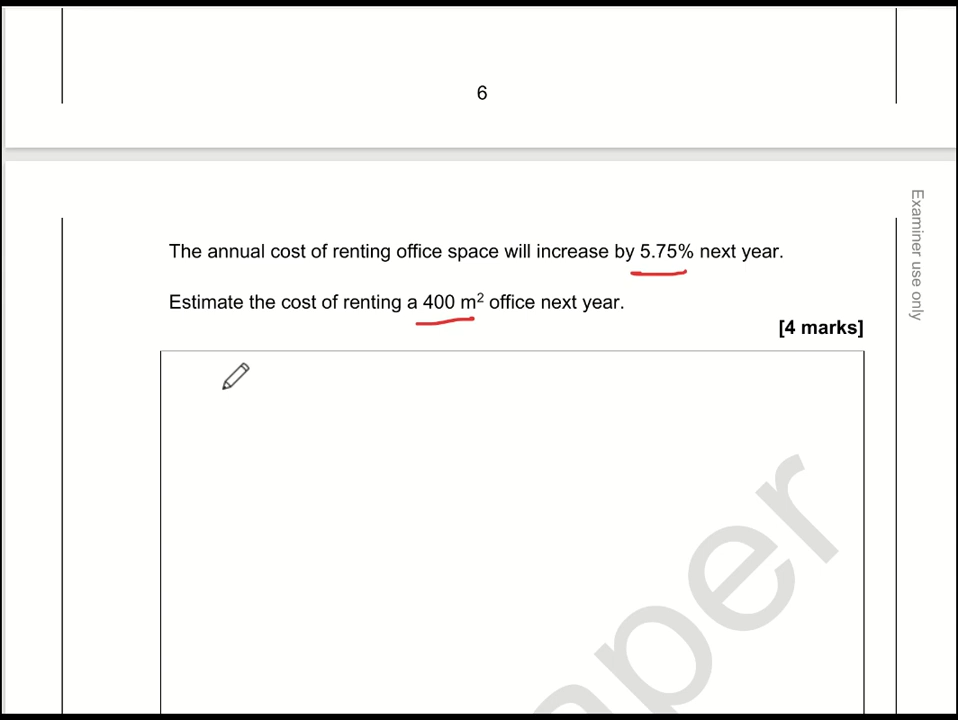 6
The annual cost of renting office space will increase by 5.75% next year.
Estimate the cost of renting a 400 m² office next year.
[4 marks]
Examiner use only
per